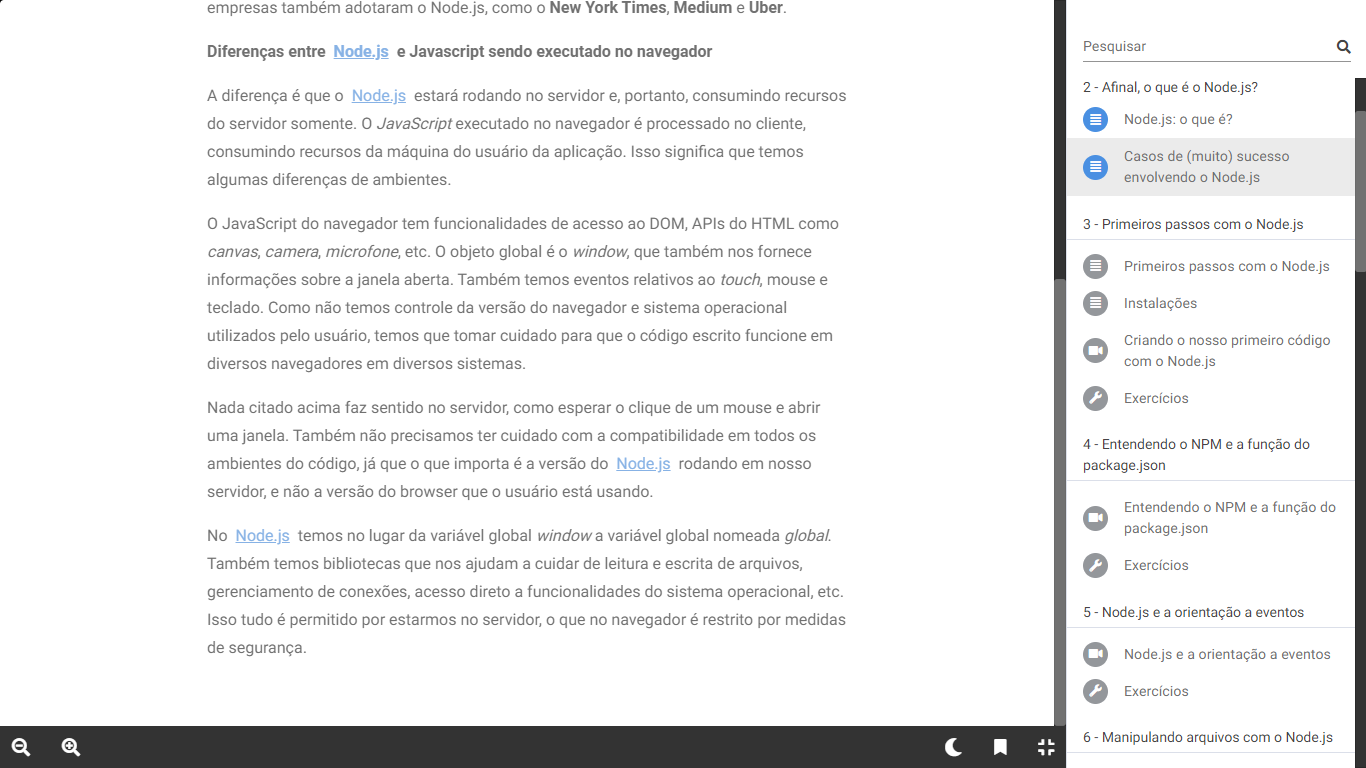 empresas também adotaram o Node.js, como o New York Times, Medium e Uber.
Diferenças entre Node.js e Javascript sendo executado no navegador
A diferença é que o Node.js estará rodando no servidor e, portanto, consumindo recursos
do servidor somente. O JavaScript executado no navegador é processado no cliente,
consumindo recursos da máquina do usuário da aplicação. Isso significa que temos
algumas diferenças de ambientes.
O JavaScript do navegador tem funcionalidades de acesso ao DOM, APIs do HTML como
canvas, camera, microfone, etc. O objeto global é o window, que também nos fornece
informações sobre a janela aberta. Também temos eventos relativos ao touch, mouse e
teclado. Como não temos controle da versão do navegador e sistema operacional
utilizados pelo usuário, temos que tomar cuidado para que o código escrito funcione em
diversos navegadores em diversos sistemas.
Nada citado acima faz sentido no servidor, como esperar o clique de um mouse e abrir
uma janela. Também não precisamos ter cuidado com a compatibilidade em todos os
ambientes do código, já que o que importa é a versão do Node.js rodando em nosso
servidor, e não a versão do browser que o usuário está usando.
No Node.js temos no lugar da variável global window a variável global nomeada global.
Também temos bibliotecas que nos ajudam a cuidar de leitura e escrita de arquivos,
gerenciamento de conexões, acesso direto a funcionalidades do sistema operacional, etc.
Isso tudo é permitido por estarmos no servidor, o que no navegador é restrito por medidas
de segurança.
Pesquisar
2 - Afinal, o que é o Node.js?
Node.js: o que é?
Casos de (muito) sucesso
envolvendo o Node.js
3 - Primeiros passos com o Node.js
Primeiros passos com o Node.js
Instalações
Criando o nosso primeiro código
com o Node.js
Exercícios
4 - Entendendo o NPM e a função do
package.json
Entendendo o NPM e a função do
package.json
Exercícios
5 - Node.js e a orientação a eventos
Node.js e a orientação a eventos
Exercícios
6 - Manipulando arquivos com o Node.js